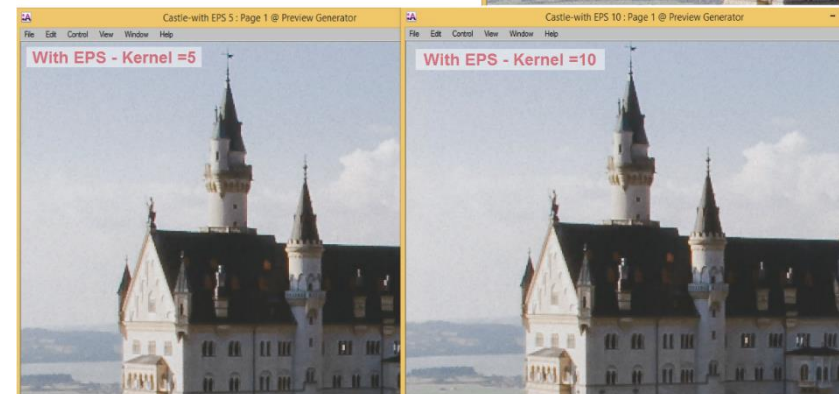 Castle-with EPS 5 : Page 1 @ Preview Generator
File Edit Control View Window Help
With EPS - Kernel =5
Castle-with EPS 10 : Page 1 @ Preview Generator
File Edit Control View Window Help
With EPS - Kernel =10